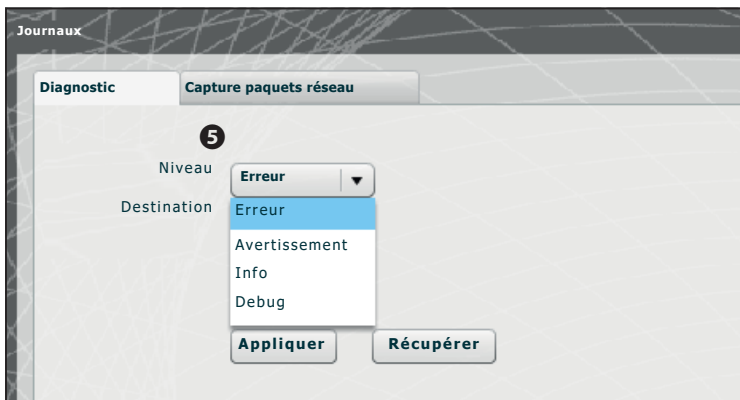 Journaux
Diagnostic Capture paquets réseau
5
Niveau Erreur
Destination Erreur
Avertissement
Info
Debug
Appliquer Récupérer